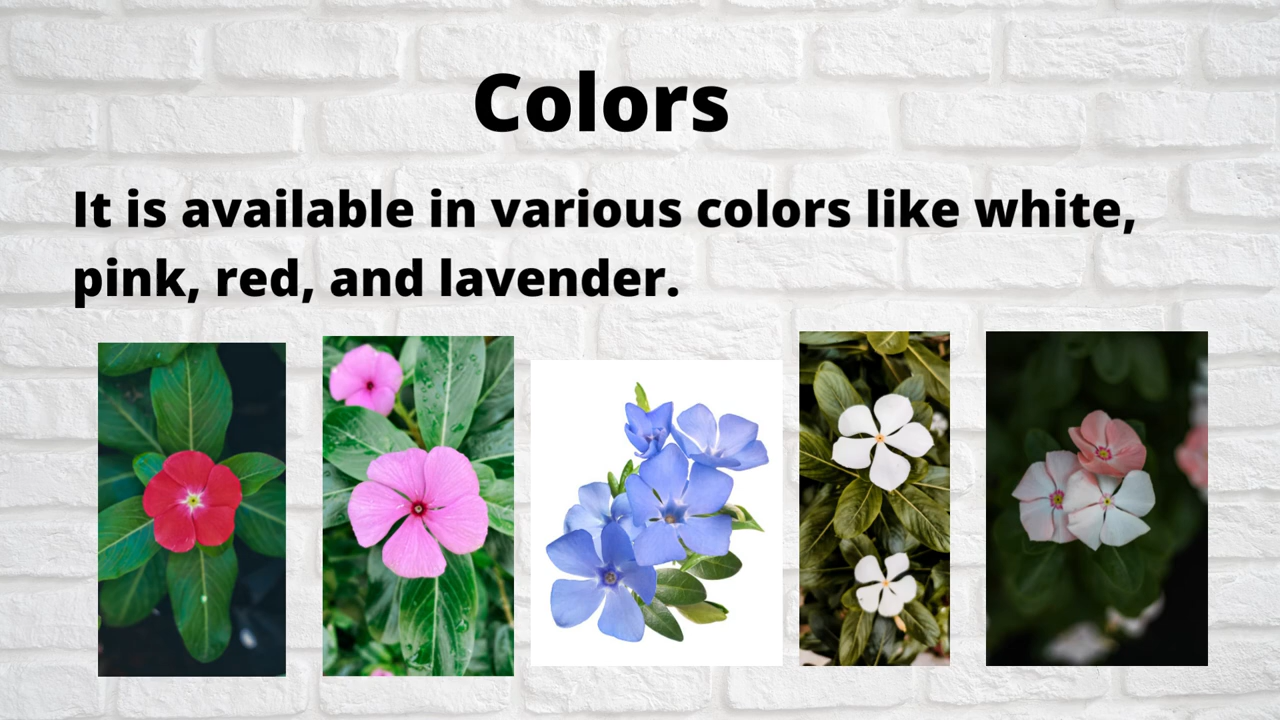 Colors
It is available in various colors like white,
pink, red, and lavender.